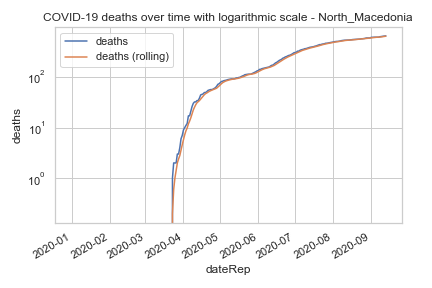 COVID-19 deaths over time with logarithmic scale - North_Macedonia
deaths
deaths (rolling)
10²
10¹
10⁰
deaths
2020-01
2020-02
2020-03
2020-04
2020-05
2020-06
2020-07
2020-08
2020-09
dateRep